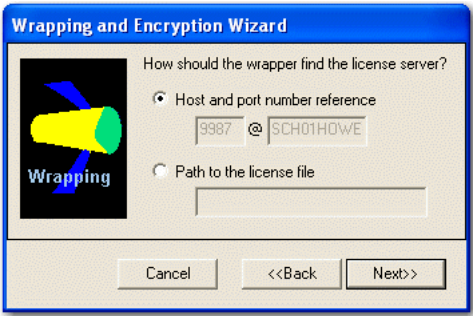 Wrapping and Encryption Wizard
How should the wrapper find the license server?
Host and port number reference
9987 @ SCH01HOWE
Path to the license file
Wrapping
Cancel <<Back Next>>